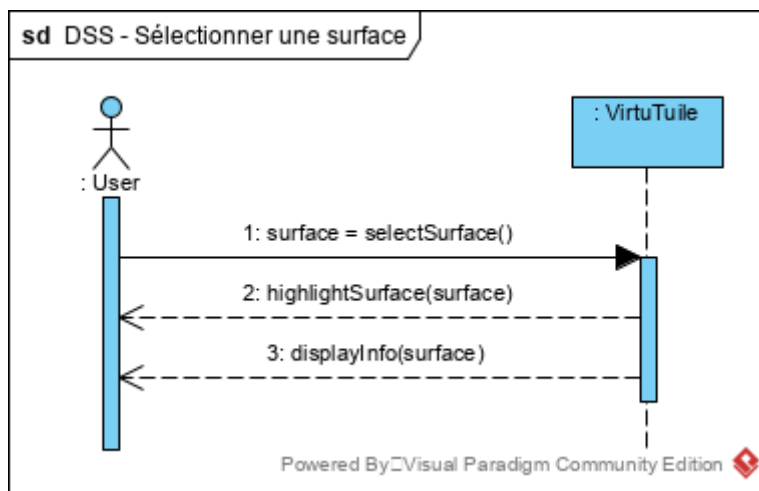 sd DSS - Sélectionner une surface
: User
: VirtuTuile
1: surface = selectSurface()
2: highlightSurface(surface)
3: displayInfo(surface)
Powered By□Visual Paradigm Community Edition